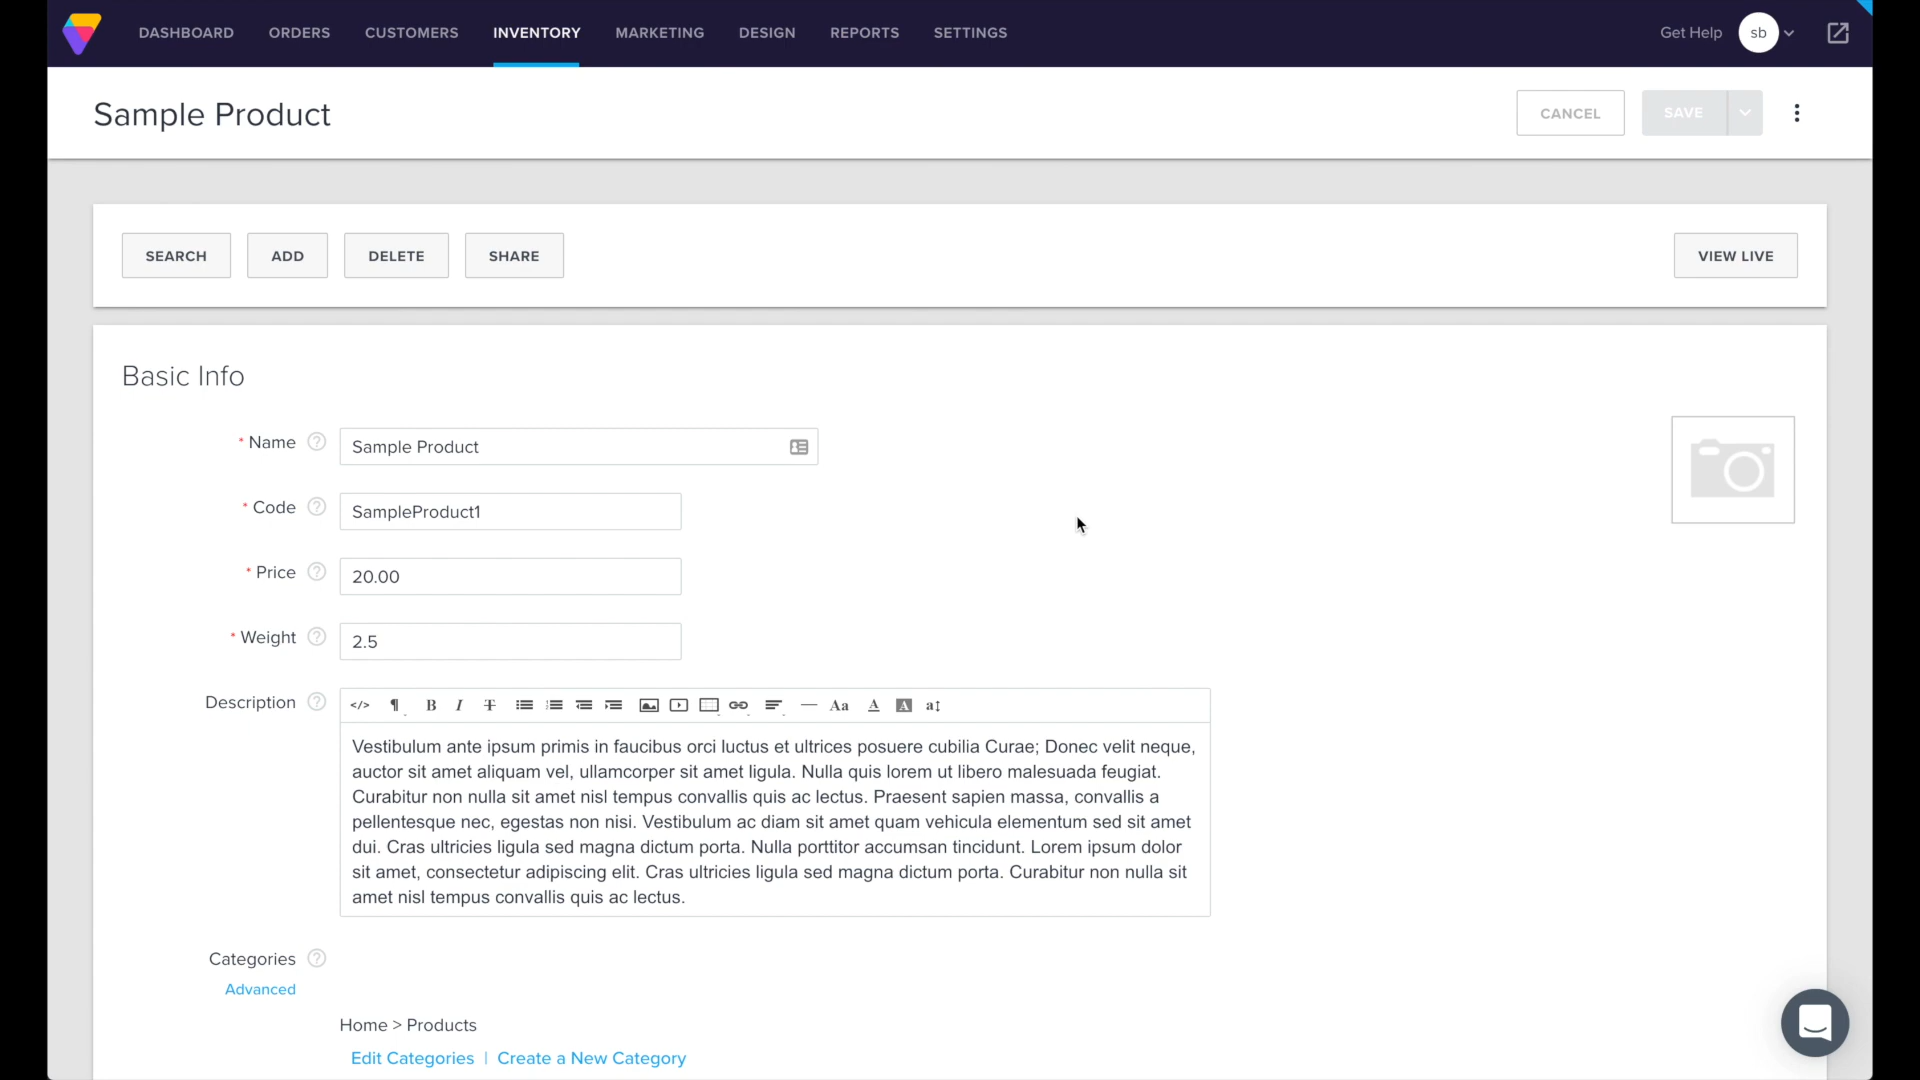 DASHBOARD ORDERS CUSTOMERS INVENTORY MARKETING DESIGN REPORTS SETTINGS Get Help sb
Sample Product CANCEL SAVE
SEARCH ADD DELETE SHARE VIEW LIVE
Basic Info
* Name ? Sample Product
* Code ? SampleProduct1
* Price ? 20.00
* Weight ? 2.5
Description ? </> ¶ B I T Aa A A a↕
Vestibulum ante ipsum primis in faucibus orci luctus et ultrices posuere cubilia Curae; Donec velit neque,
auctor sit amet aliquam vel, ullamcorper sit amet ligula. Nulla quis lorem ut libero malesuada feugiat.
Curabitur non nulla sit amet nisl tempus convallis quis ac lectus. Praesent sapien massa, convallis a
pellentesque nec, egestas non nisi. Vestibulum ac diam sit amet quam vehicula elementum sed sit amet
dui. Cras ultricies ligula sed magna dictum porta. Nulla porttitor accumsan tincidunt. Lorem ipsum dolor
sit amet, consectetur adipiscing elit. Cras ultricies ligula sed magna dictum porta. Curabitur non nulla sit
amet nisl tempus convallis quis ac lectus.
Categories ?
Advanced
Home > Products
Edit Categories | Create a New Category